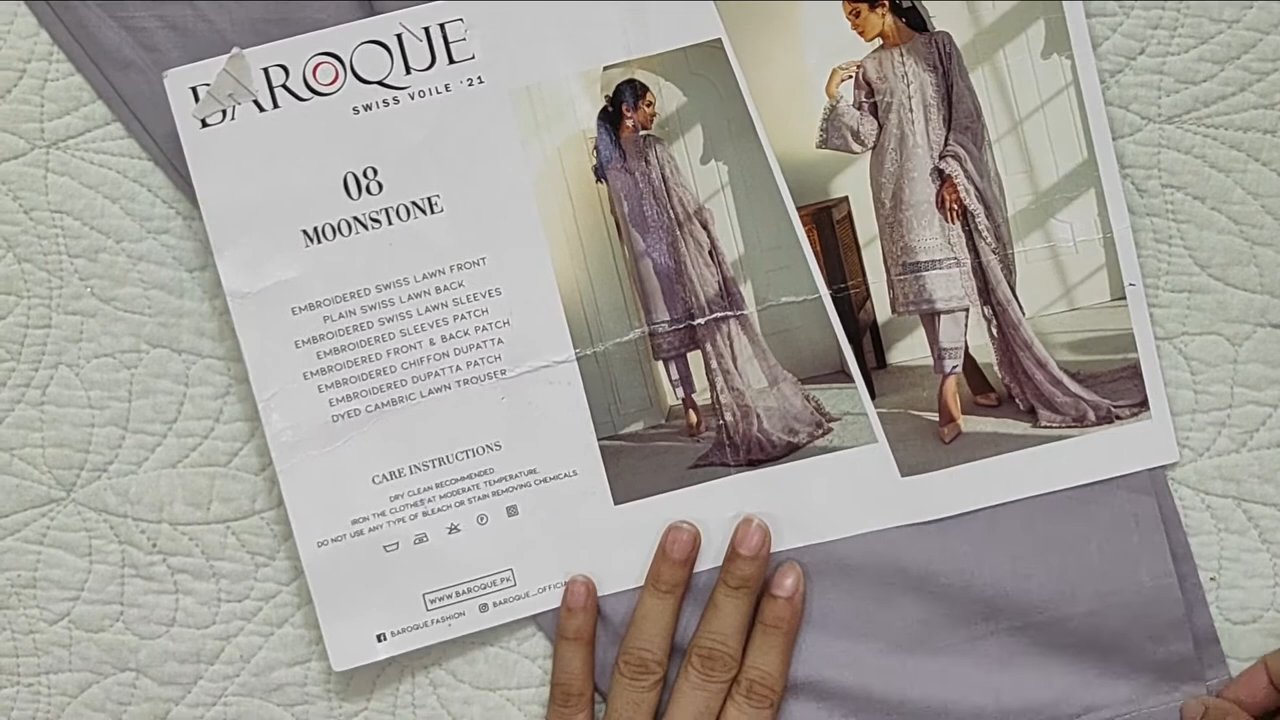 BAROQUE
SWISS VOILE '21
08
MOONSTONE
EMBROIDERED SWISS LAWN FRONT
PLAIN SWISS LAWN BACK
EMBROIDERED SWISS LAWN SLEEVES
EMBROIDERED SLEEVES PATCH
EMBROIDERED FRONT & BACK PATCH
EMBROIDERED CHIFFON DUPATTA
EMBROIDERED DUPATTA PATCH
DYED CAMBRIC LAWN TROUSER
CARE INSTRUCTIONS
DRY CLEAN RECOMMENDED
IRON THE CLOTHES AT MODERATE TEMPERATURE
DO NOT USE ANY TYPE OF BLEACH OR STAIN REMOVING CHEMICALS
WWW.BAROQUE.PK
BAROQUE.FASHION